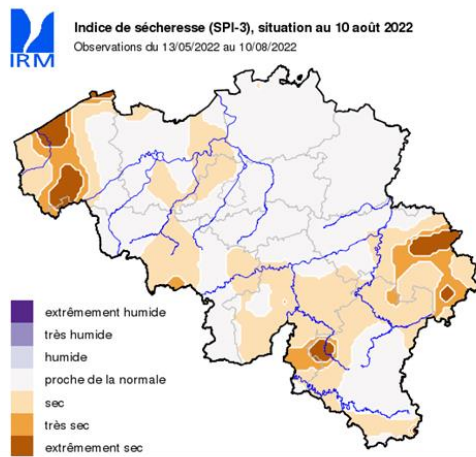 Indice de sécheresse (SPI-3), situation au 10 août 2022
Observations du 13/05/2022 au 10/08/2022
IRM
extrêmement humide
très humide
humide
proche de la normale
sec
très sec
extrêmement sec